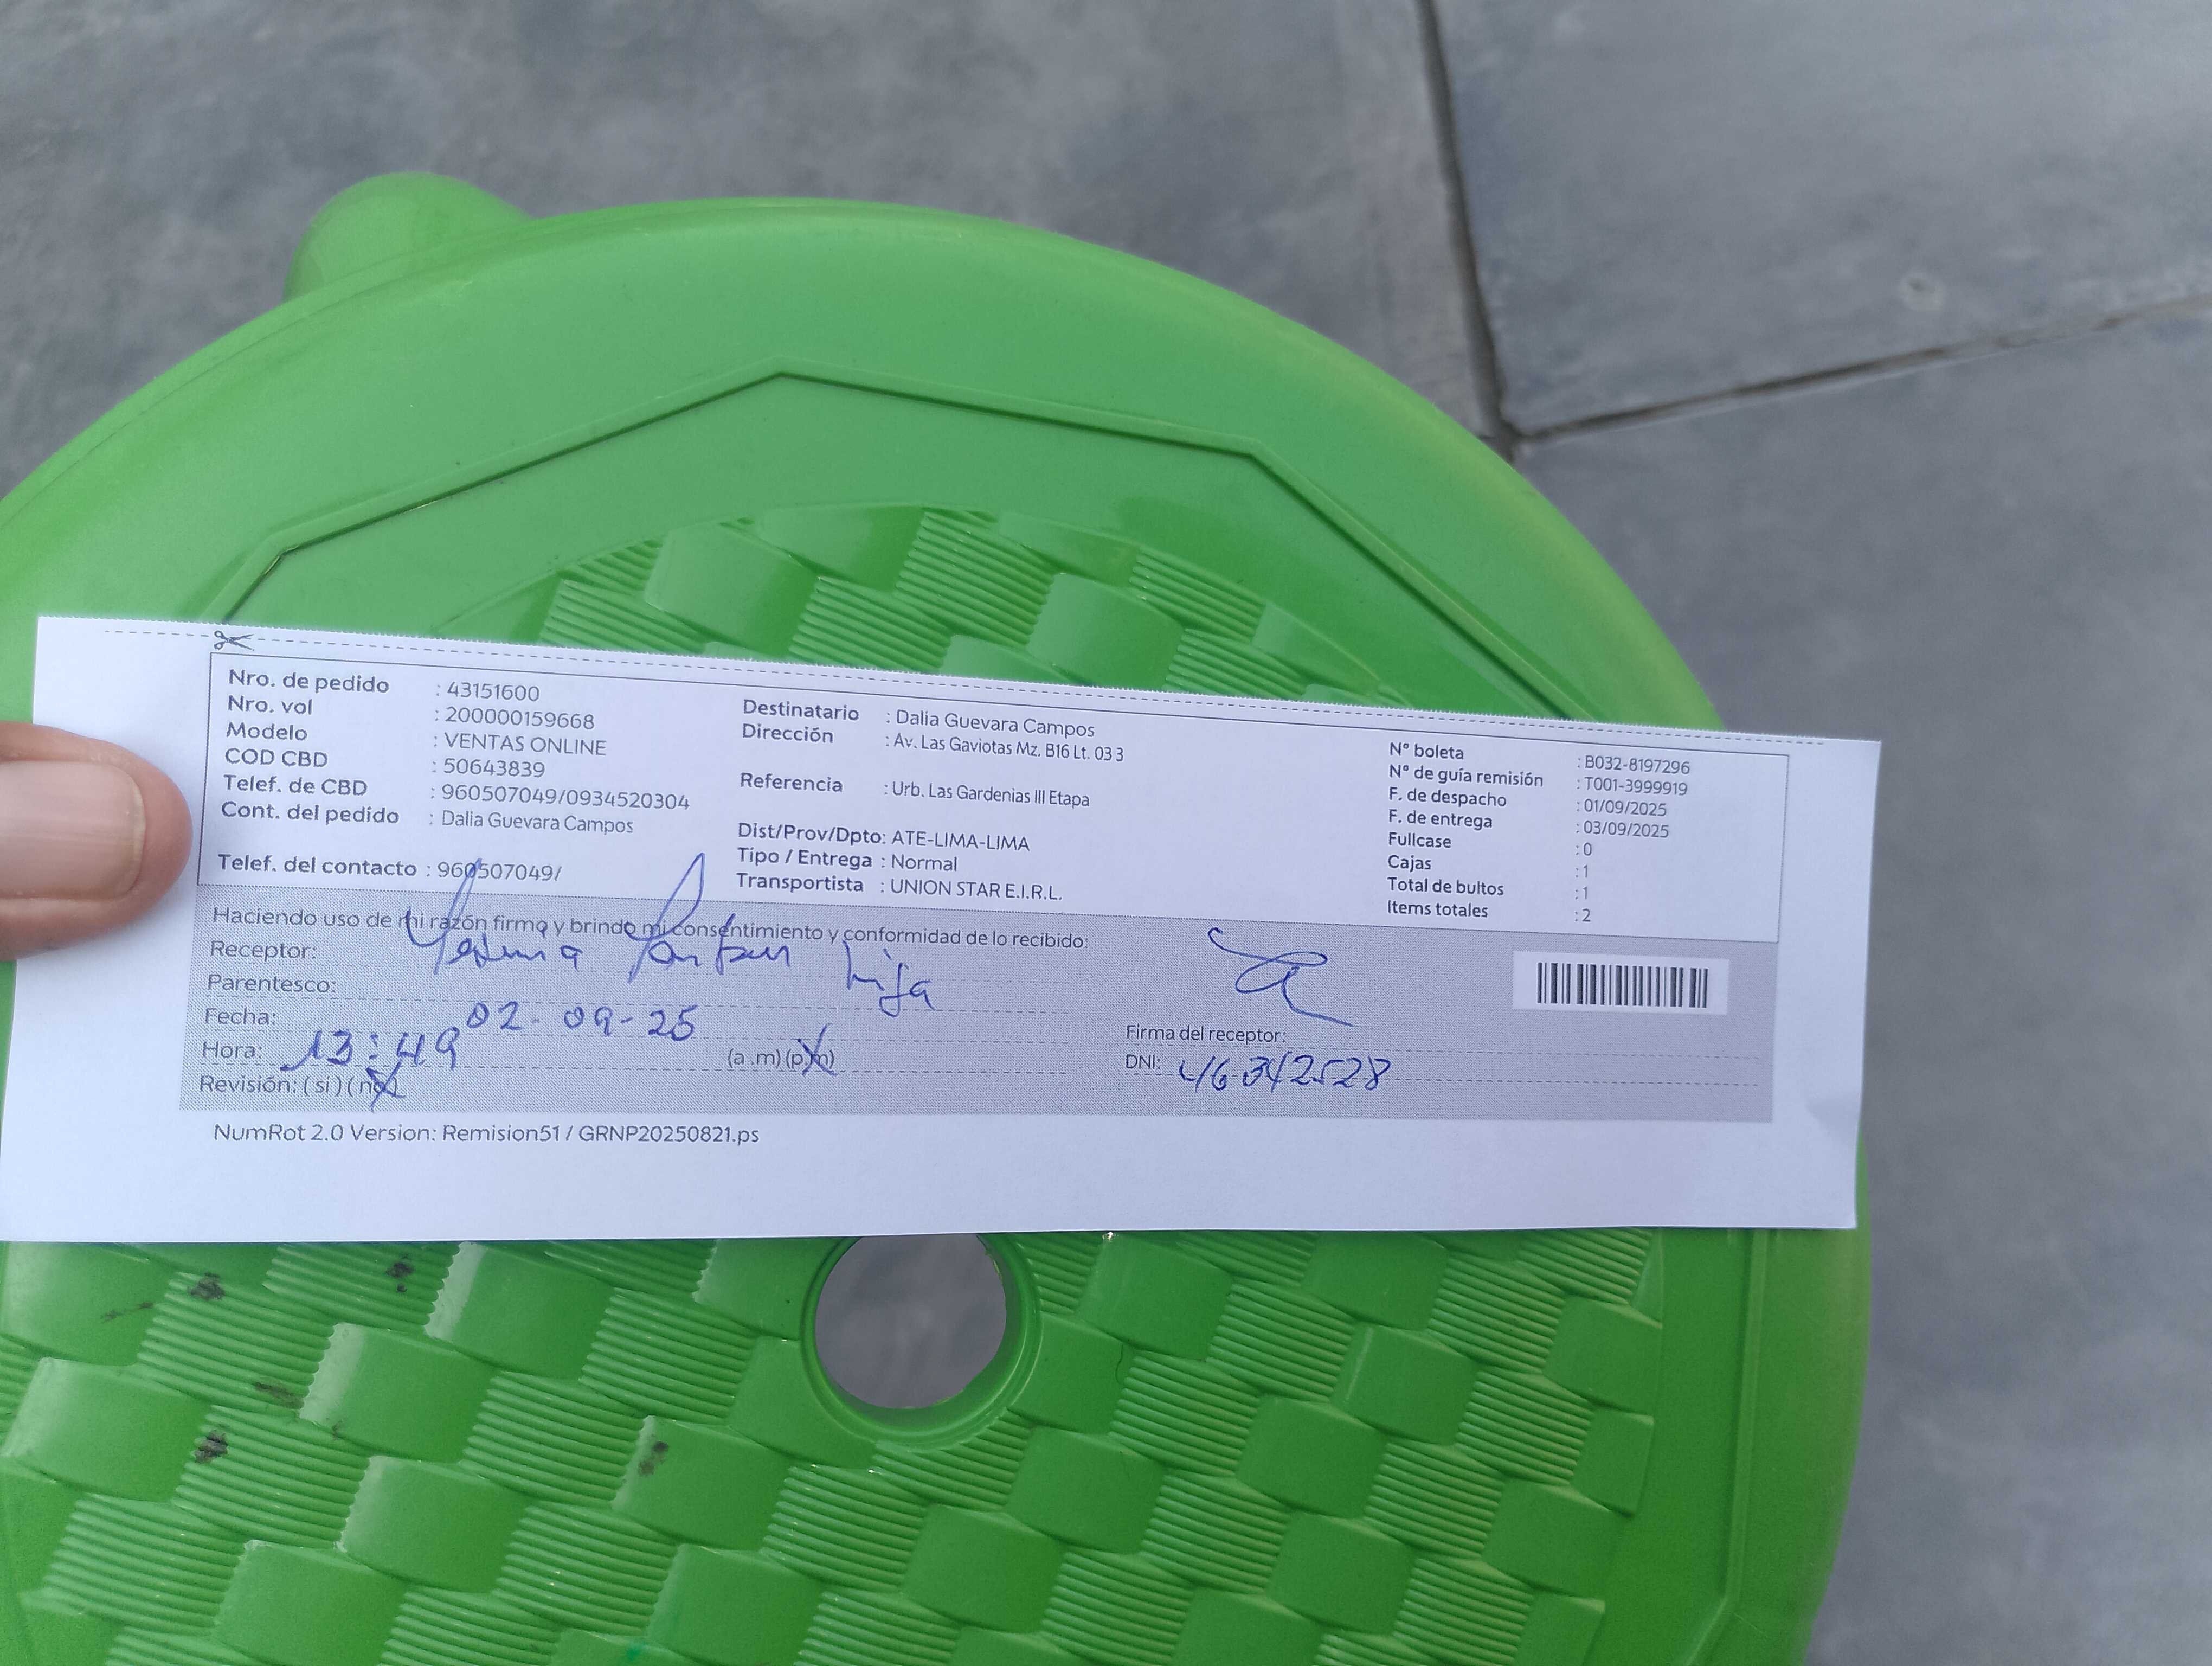 Nro. de pedido : 43151600
Nro. vol : 200000159668
Modelo : VENTAS ONLINE
COD CBD : 50643839
Telef. de CBD : 960507049/0934520304
Cont. del pedido : Dalia Guevara Campos
Telef. del contacto : 960507049/
Destinatario : Dalia Guevara Campos
Dirección : Av. Las Gaviotas Mz. B16 Lt. 03 3
Referencia : Urb. Las Gardenias III Etapa
Dist/Prov/Dpto: ATE-LIMA-LIMA
Tipo / Entrega : Normal
Transportista : UNION STAR E.I.R.L.
N° boleta : B032-8197296
N° de guía remisión : T001-3999919
F. de despacho : 01/09/2025
F. de entrega : 03/09/2025
Fullcase : 0
Cajas : 1
Total de bultos : 1
Items totales : 2
Haciendo uso de mi razón firmo y brindo mi consentimiento y conformidad de lo recibido:
Receptor:
Parentesco: hija
Fecha: 02-09-25
Hora: 13:49 (a .m) (p.m)
Revisión: ( si ) ( no )
Firma del receptor:
DNI: 46342528
NumRot 2.0 Version: Remision51 / GRNP20250821.ps